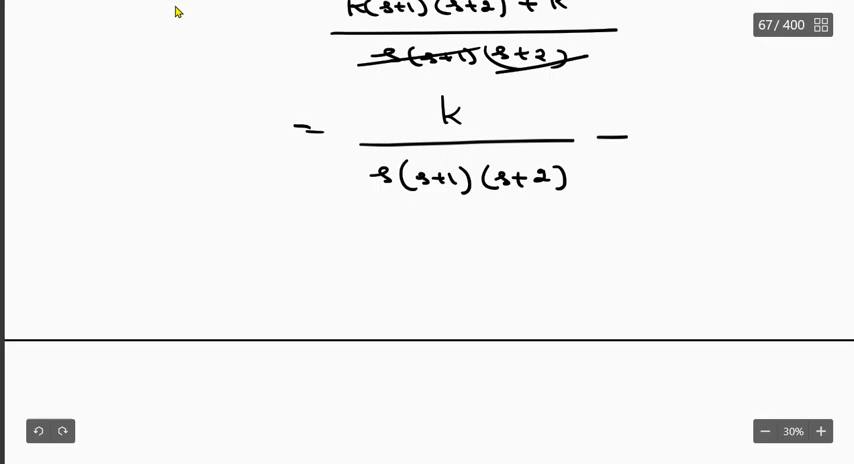 k(s+1)(s+2) + k
67 / 400
s(s+1)(s+2)
= k —
s(s+1)(s+2)
30%